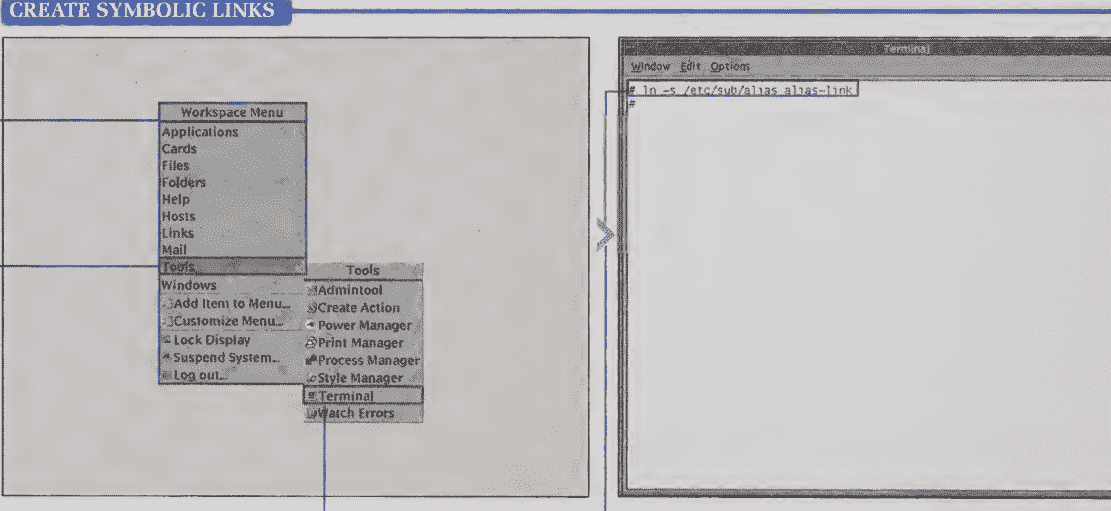 CREATE SYMBOLIC LINKS
Workspace Menu
Applications
Cards
Files
Folders
Help
Hosts
Links
Mail
Tools
Windows
Add Item to Menu...
Customize Menu...
Lock Display
Suspend System...
Log out...
Tools
Admintool
Create Action
Power Manager
Print Manager
Process Manager
Style Manager
Terminal
Watch Errors
Terminal
Window Edit Options
# ln -s /etc/sub/alias alias-link
#